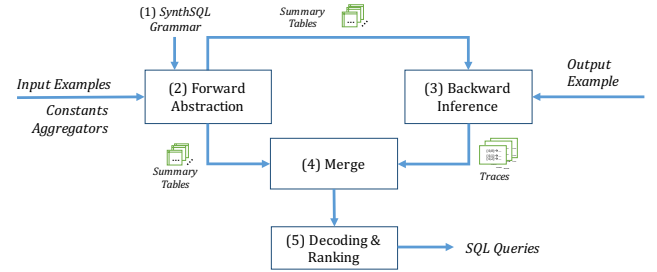 (1) SynthSQL
Grammar
Summary
Tables
Input Examples
Constants
Aggregators
(2) Forward
Abstraction
(3) Backward
Inference
Output
Example
Summary
Tables
(4) Merge
Traces
(5) Decoding &
Ranking
SQL Queries